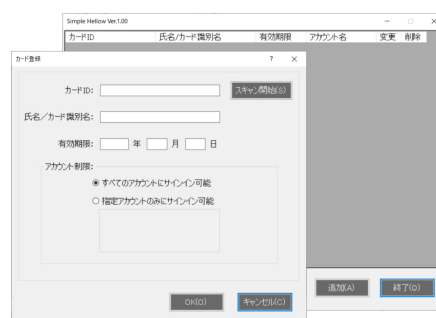 Simple Hellow Ver.1.00
カードID 氏名/カード識別名 有効期限 アカウント名 変更 削除
カード登録
カードID: スキャン開始(S)
氏名／カード識別名:
有効期限: 年 月 日
アカウント制限:
すべてのアカウントにサインイン可能
指定アカウントのみにサインイン可能
OK(O) キャンセル(C)
追加(A) 終了(O)